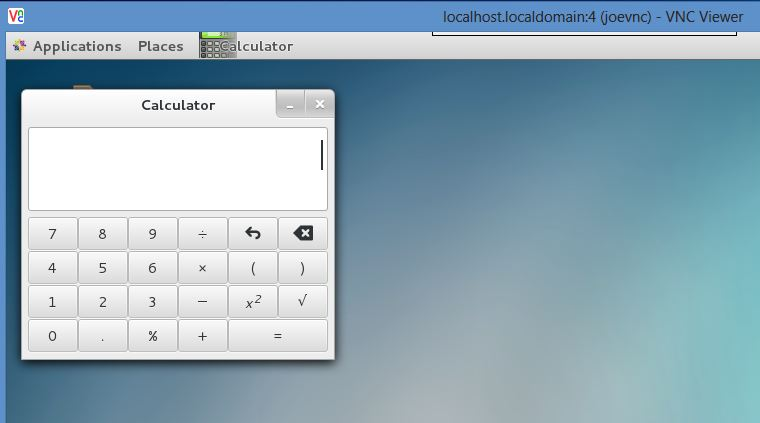 localhost.localdomain:4 (joevnc) - VNC Viewer
Applications Places Calculator
Calculator
7 8 9 ÷
4 5 6 × ( )
1 2 3 − x² √
0 . % + =